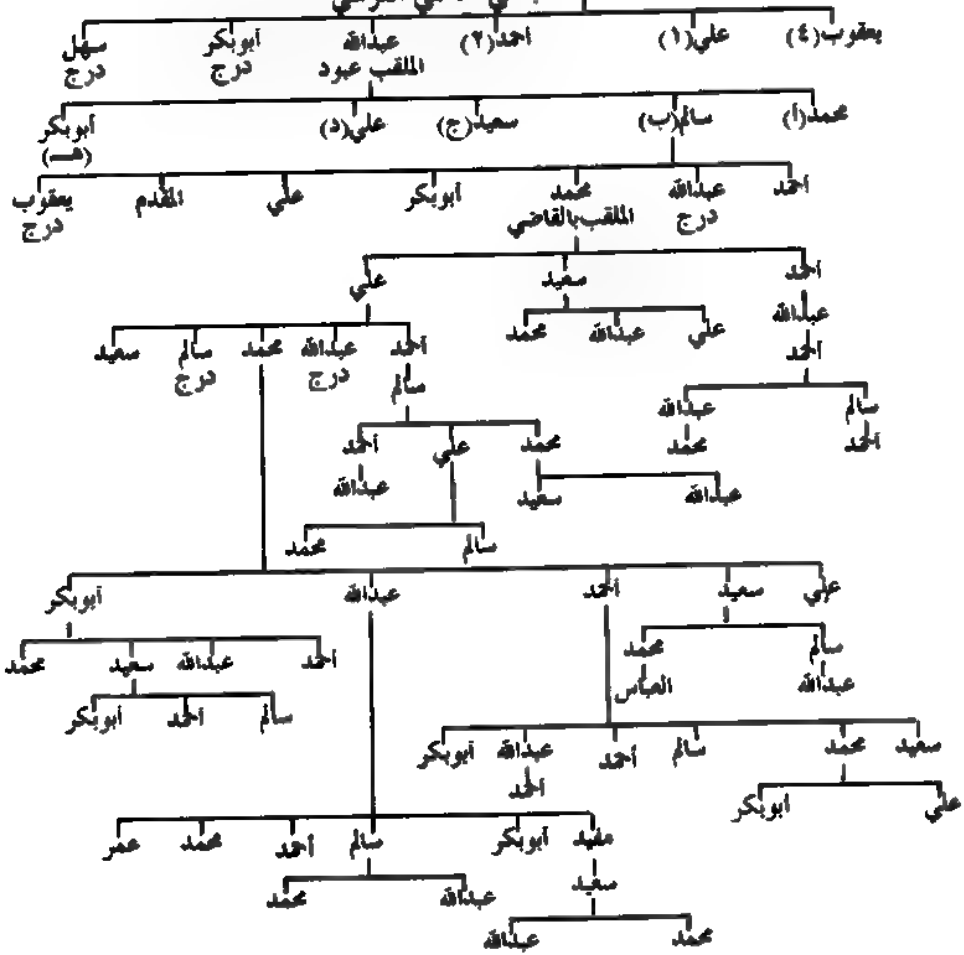 يعقوب (٤) علي (١) أحمد (٢) عبدالله أبوبكر سهل
الملقب عبود درج درج
محمد (أ) سالم (ب) سعيد (ج) علي (د) أبوبكر
(هـ)
أحمد عبدالله محمد أبوبكر علي المقدم يعقوب
درج الملقب بالقاضي درج
أحمد سعيد علي
عبدالله علي عبدالله محمد
أحمد أحمد عبدالله محمد سالم سعيد
درج درج
سالم عبدالله سالم
أحمد محمد محمد علي أحمد
عبدالله سعيد عبدالله
سالم محمد
علي سعيد أحمد عبدالله أبوبكر
سالم محمد أحمد عبدالله سعيد محمد
عبدالله العباس
سالم أحمد أبوبكر
سعيد محمد سالم أحمد عبدالله أبوبكر
أحمد
علي ابوبكر
مفيد أبوبكر سالم أحمد محمد عمر
سعيد عبدالله محمد
محمد عبدالله